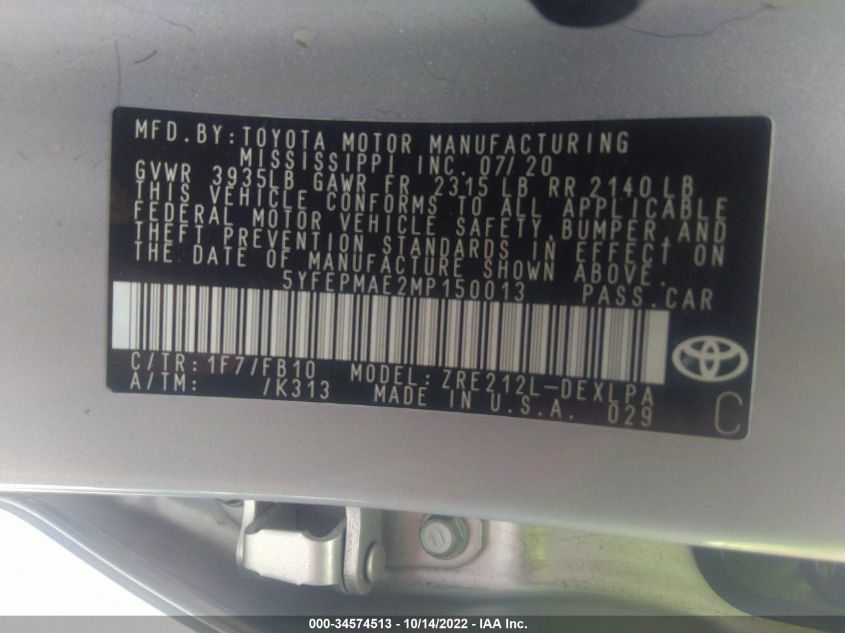 MFD.BY:TOYOTA MOTOR MANUFACTURING
MISSISSIPPI INC. 07/20
GVWR 3935LB GAWR FR 2315 LB RR 2140 LB
THIS VEHICLE CONFORMS TO ALL APPLICABLE
FEDERAL MOTOR VEHICLE SAFETY, BUMPER, AND
THEFT PREVENTION STANDARDS IN EFFECT ON
THE DATE OF MANUFACTURE SHOWN ABOVE.
5YFEPMAE2MP150013 PASS.CAR
C/TR:1F7/FB10 MODEL: ZRE212L-DEXLPA
A/TM: /K313 MADE IN U.S.A. 029
C
000-34574513 - 10/14/2022 - IAA Inc.